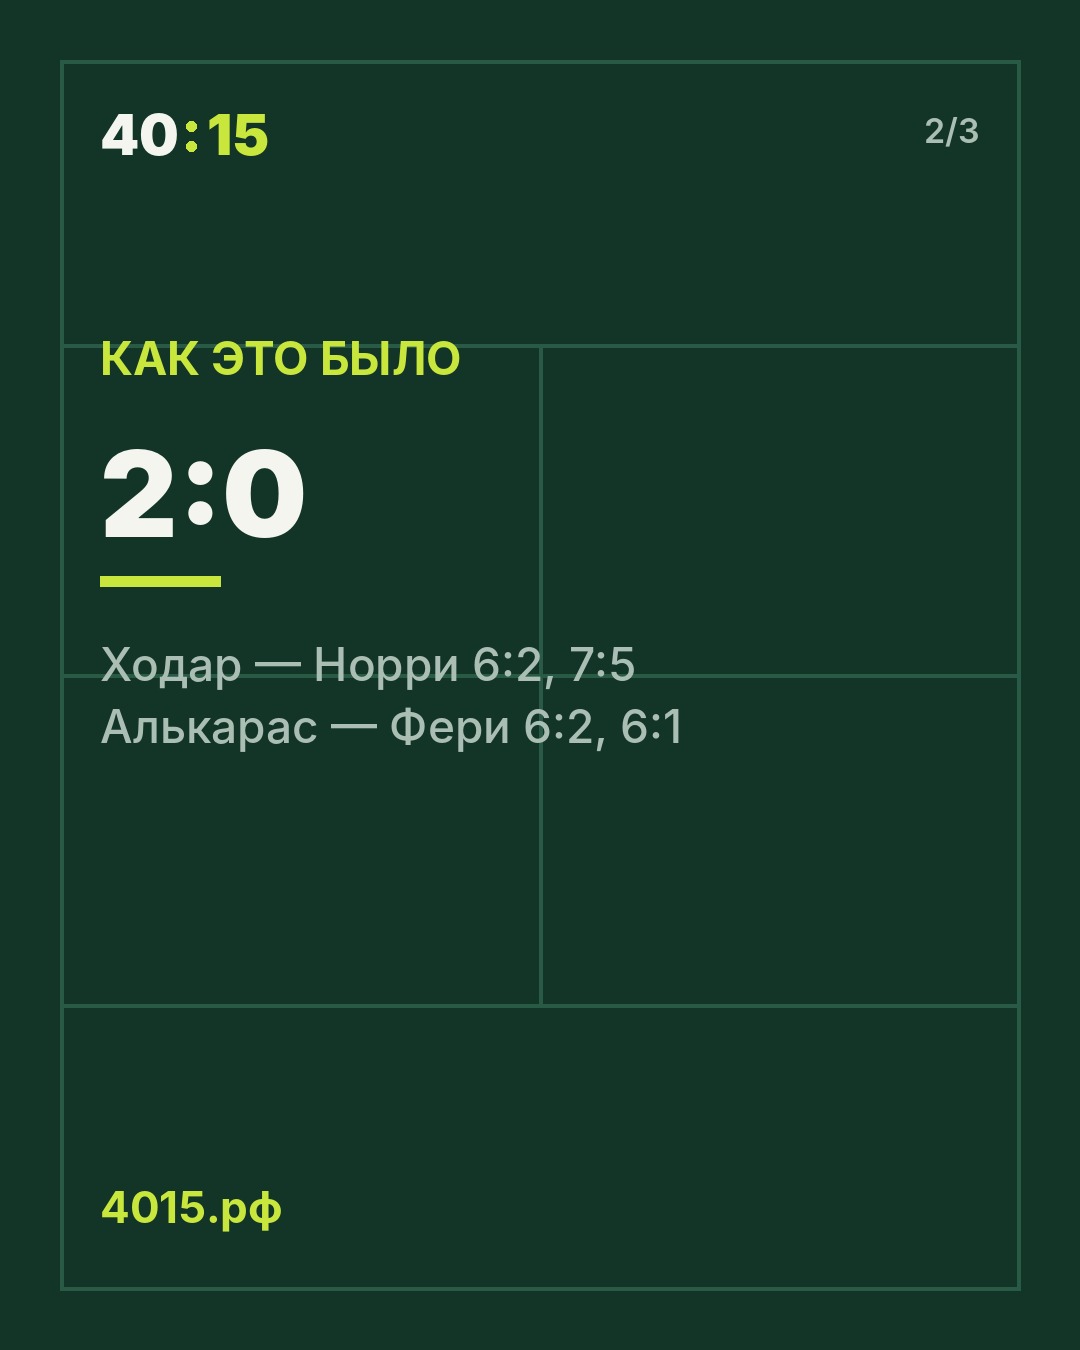 40:15
2/3
КАК ЭТО БЫЛО
2:0
Ходар — Норри 6:2, 7:5
Алькарас — Фери 6:2, 6:1
4015.рф